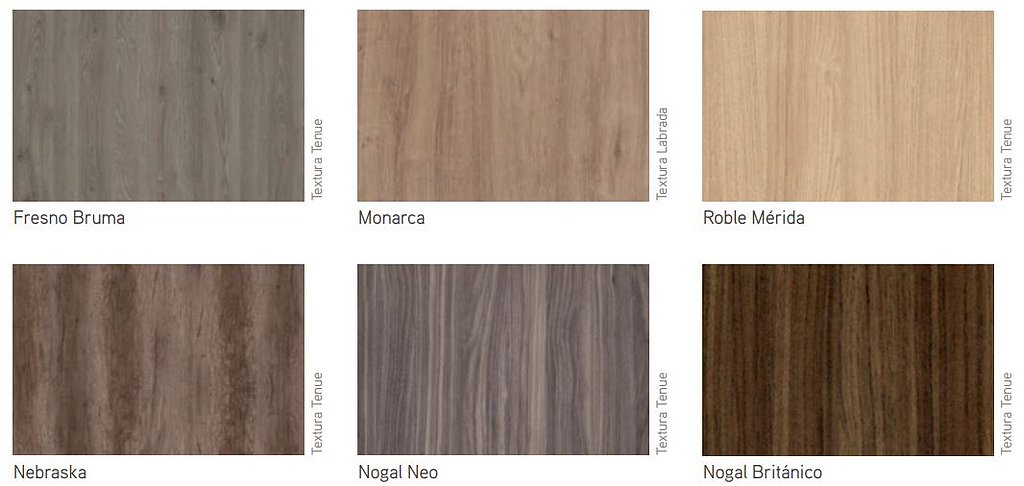 Textura Tenue
Fresno Bruma
Textura Labrada
Monarca
Textura Tenue
Roble Mérida
Textura Tenue
Nebraska
Textura Tenue
Nogal Neo
Textura Tenue
Nogal Británico